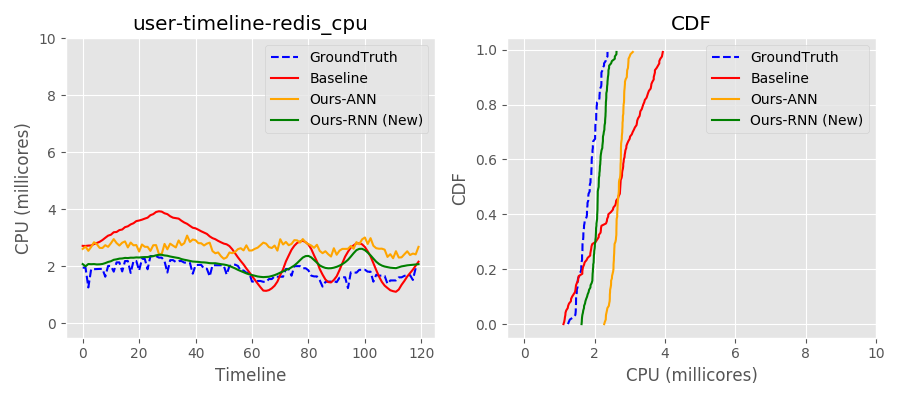 user-timeline-redis_cpu
10
8
6
4
2
0
CPU (millicores)
GroundTruth
Baseline
Ours-ANN
Ours-RNN (New)
0 20 40 60 80 100 120
Timeline
CDF
1.0
0.8
0.6
0.4
0.2
0.0
CDF
GroundTruth
Baseline
Ours-ANN
Ours-RNN (New)
0 2 4 6 8 10
CPU (millicores)